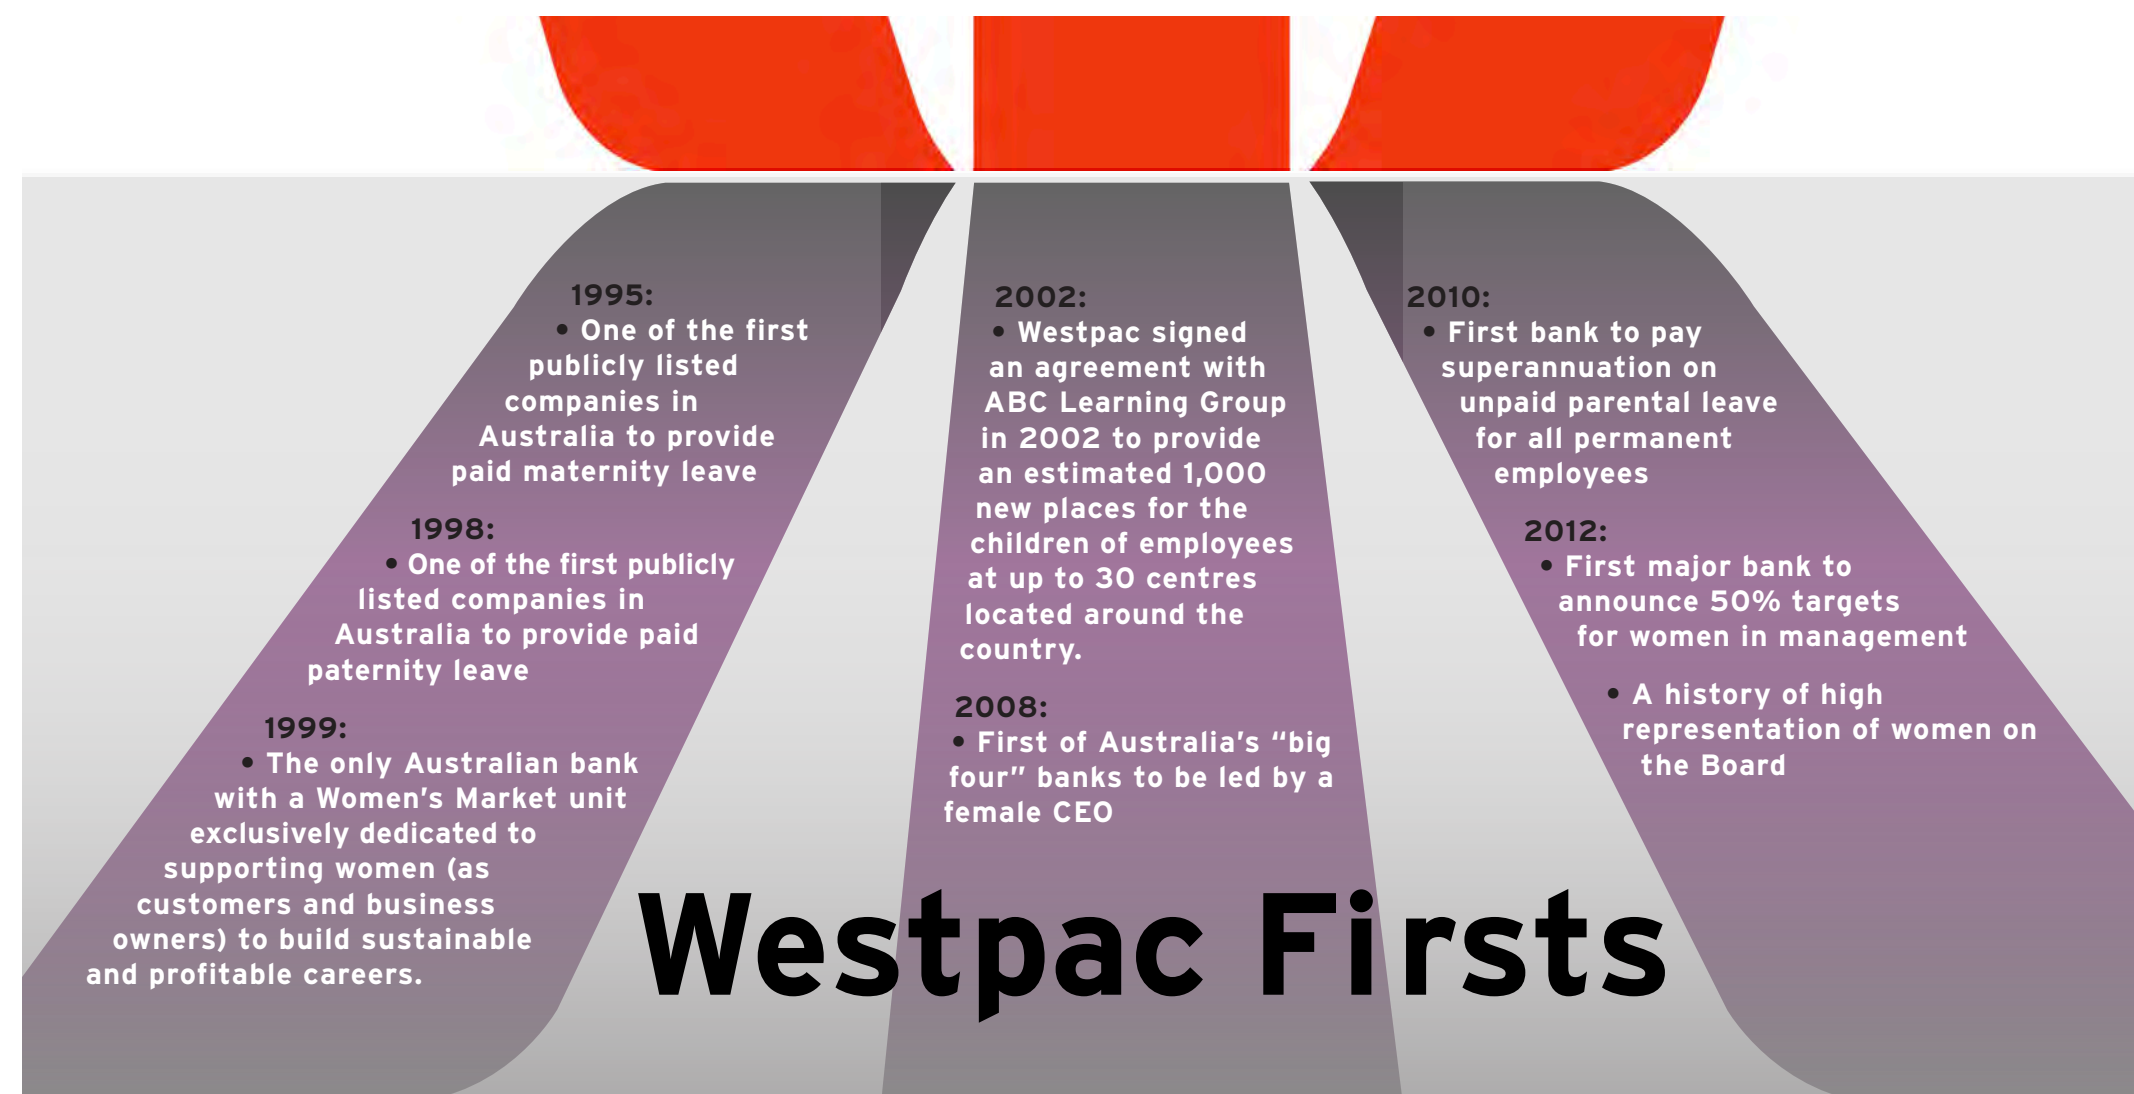 1995:
• One of the first
publicly listed
companies in
Australia to provide
paid maternity leave
1998:
• One of the first publicly
listed companies in
Australia to provide paid
paternity leave
1999:
• The only Australian bank
with a Women's Market unit
exclusively dedicated to
supporting women (as
customers and business
owners) to build sustainable
and profitable careers.
2002:
• Westpac signed
an agreement with
ABC Learning Group
in 2002 to provide
an estimated 1,000
new places for the
children of employees
at up to 30 centres
located around the
country.
2008:
• First of Australia's “big
four” banks to be led by a
female CEO
2010:
• First bank to pay
superannuation on
unpaid parental leave
for all permanent
employees
2012:
• First major bank to
announce 50% targets
for women in management
• A history of high
representation of women on
the Board
Westpac Firsts